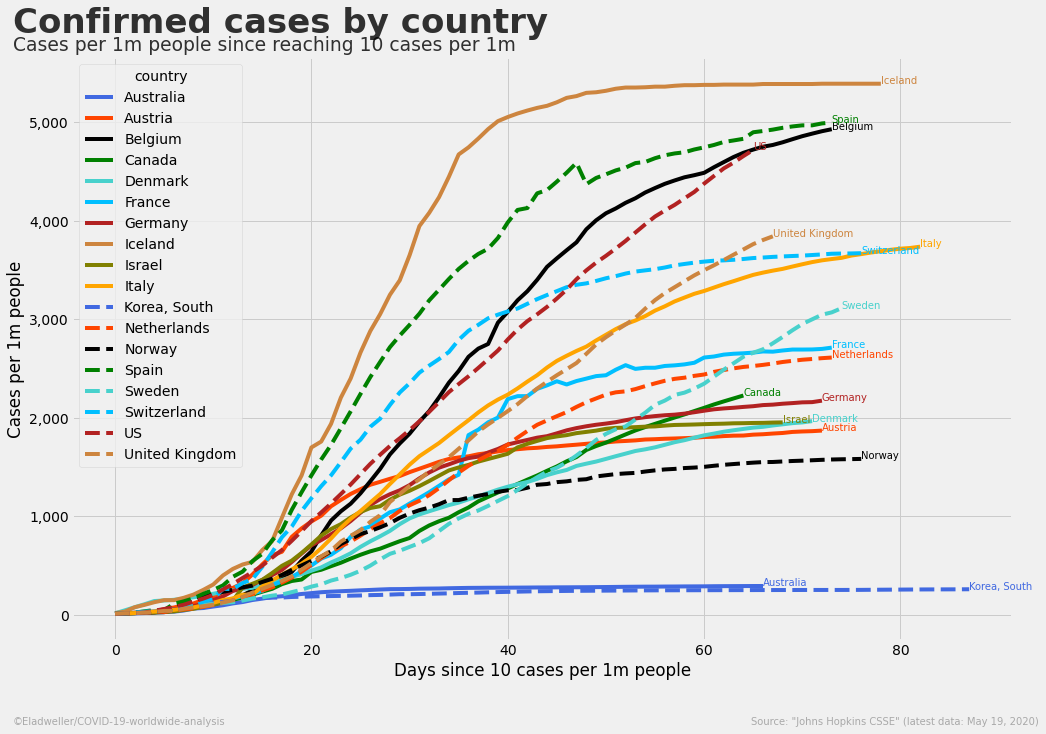 Confirmed cases by country
Cases per 1m people since reaching 10 cases per 1m
country
Australia
Austria
Belgium
Canada
Denmark
France
Germany
Iceland
Israel
Italy
Korea, South
Netherlands
Norway
Spain
Sweden
Switzerland
US
United Kingdom
Cases per 1m people
5,000
4,000
3,000
2,000
1,000
0
Iceland
Spain
Belgium
US
United Kingdom
Italy
Switzerland
Sweden
France
Netherlands
Canada
Germany
Israel
Denmark
Austria
Norway
Australia
Korea, South
0 20 40 60 80
Days since 10 cases per 1m people
©Eladweller/COVID-19-worldwide-analysis
Source: "Johns Hopkins CSSE" (latest data: May 19, 2020)